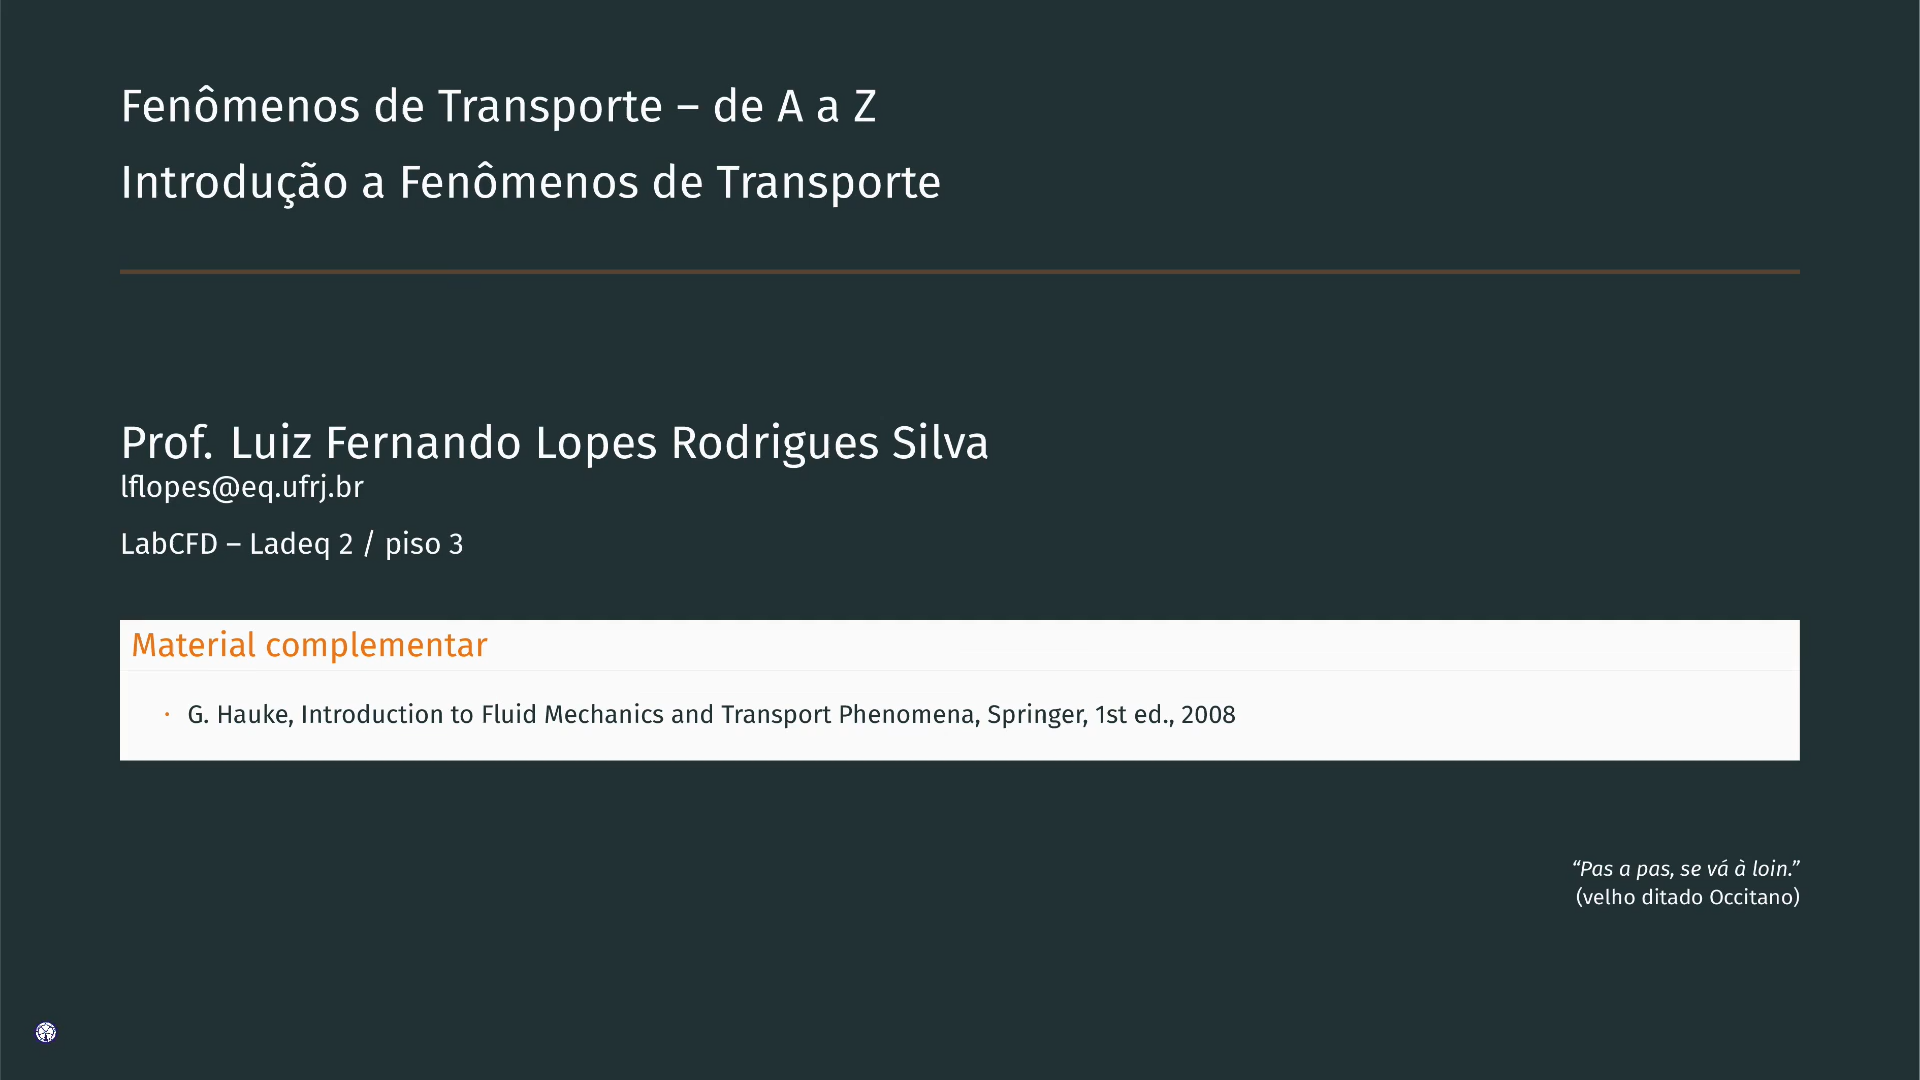 Fenômenos de Transporte – de A a Z
Introdução a Fenômenos de Transporte
Prof. Luiz Fernando Lopes Rodrigues Silva
lflopes@eq.ufrj.br
LabCFD – Ladeq 2 / piso 3
Material complementar
· G. Hauke, Introduction to Fluid Mechanics and Transport Phenomena, Springer, 1st ed., 2008
“Pas a pas, se vá à loin.”
(velho ditado Occitano)